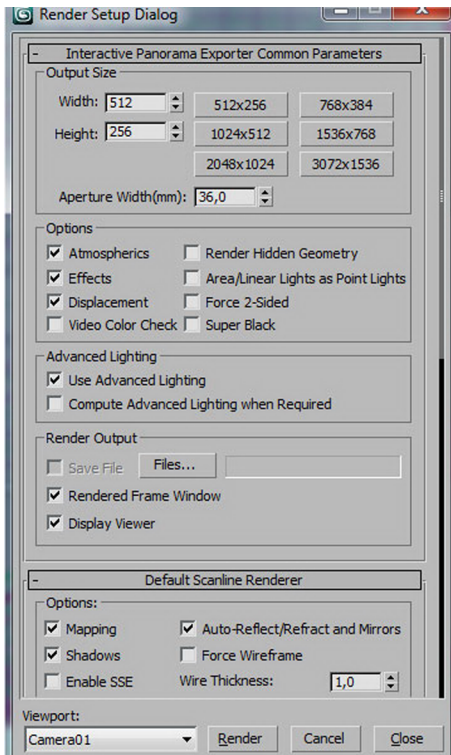 Render Setup Dialog
- Interactive Panorama Exporter Common Parameters
Output Size
Width: 512 512x256 768x384
Height: 256 1024x512 1536x768
2048x1024 3072x1536
Aperture Width(mm): 36,0
Options
Atmospherics Render Hidden Geometry
Effects Area/Linear Lights as Point Lights
Displacement Force 2-Sided
Video Color Check Super Black
Advanced Lighting
Use Advanced Lighting
Compute Advanced Lighting when Required
Render Output
Save File Files...
Rendered Frame Window
Display Viewer
- Default Scanline Renderer
Options:
Mapping Auto-Reflect/Refract and Mirrors
Shadows Force Wireframe
Enable SSE Wire Thickness: 1,0
Viewport:
Camera01 Render Cancel Close